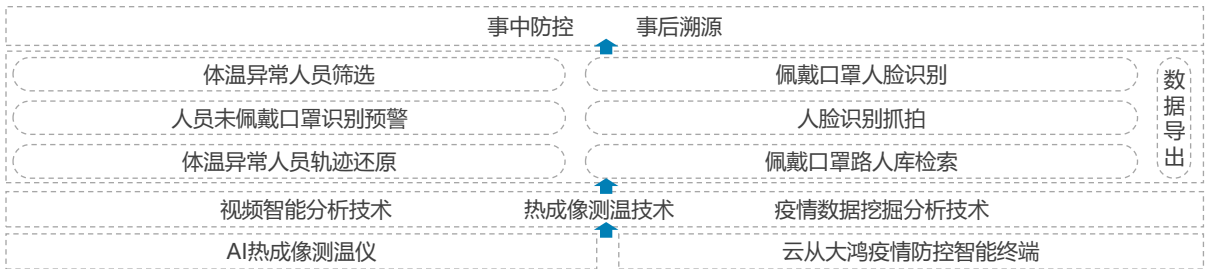 事中防控 事后溯源
体温异常人员筛选 佩戴口罩人脸识别
人员未佩戴口罩识别预警 人脸识别抓拍
体温异常人员轨迹还原 佩戴口罩路人库检索
数据导出
视频智能分析技术 热成像测温技术 疫情数据挖掘分析技术
AI热成像测温仪 云从大鸿疫情防控智能终端